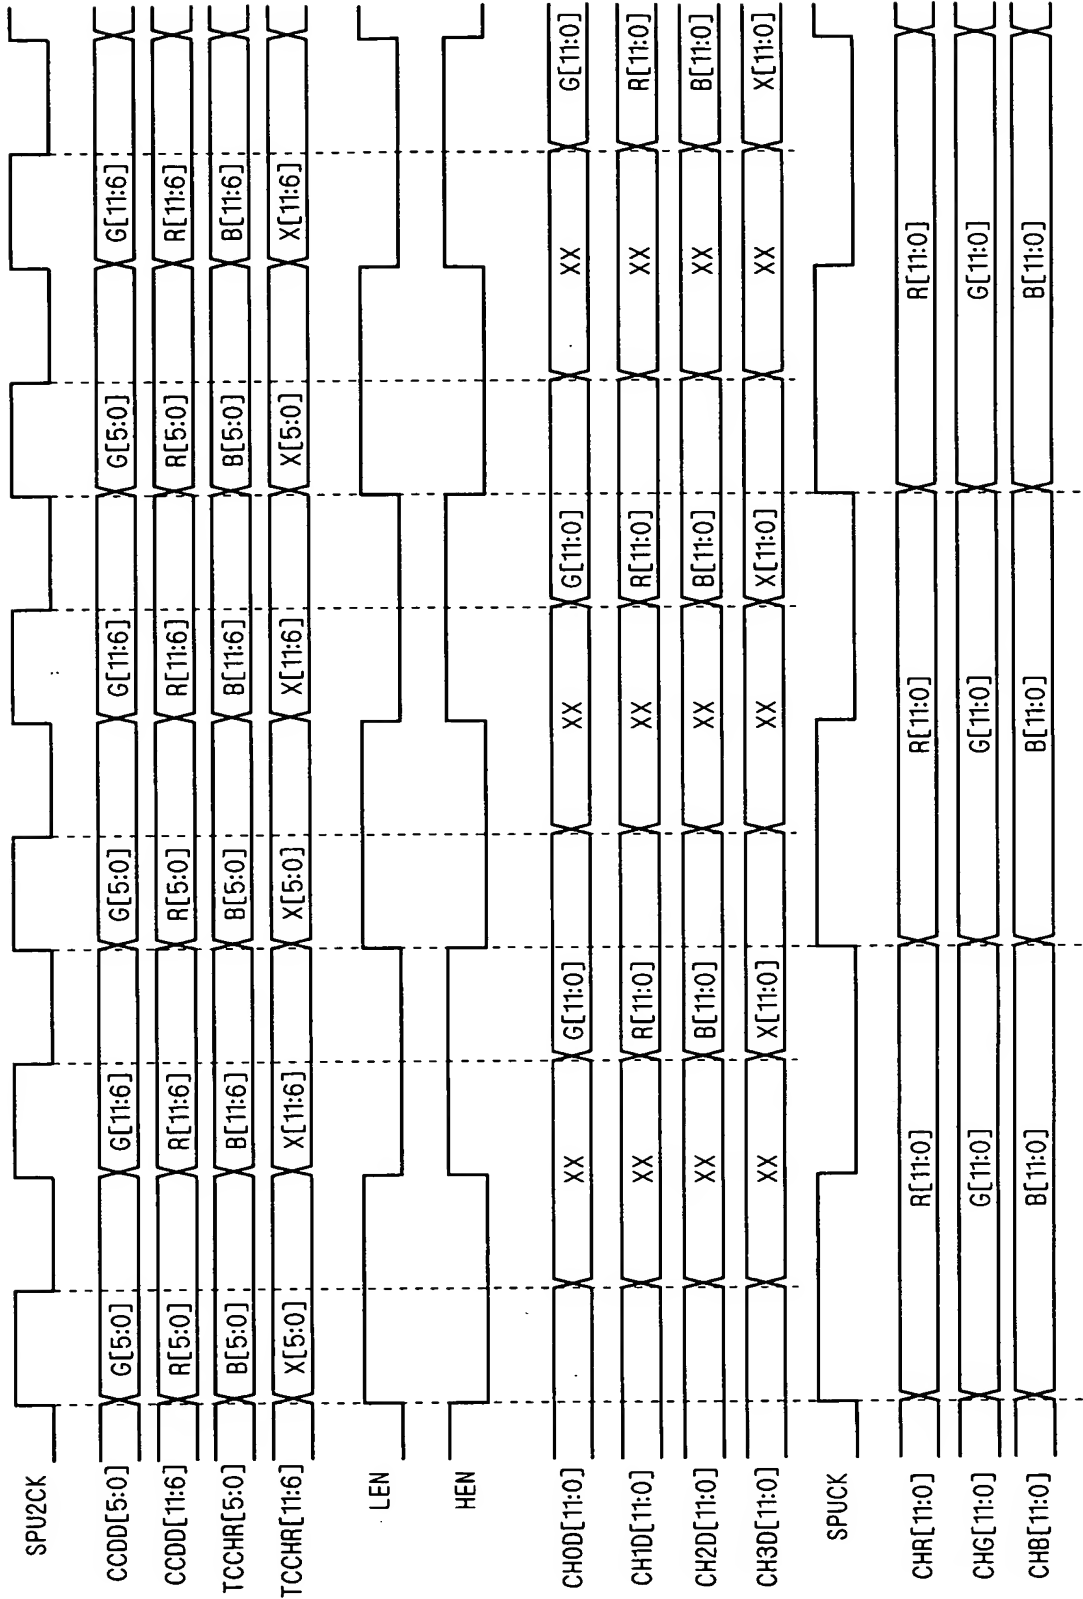 SPU2CK
CCDD[5:0] G[5:0] G[11:6] G[5:0] G[11:6] G[5:0] G[11:6]
CCDD[11:6] R[5:0] R[11:6] R[5:0] R[11:6] R[5:0] R[11:6]
TCCHR[5:0] B[5:0] B[11:6] B[5:0] B[11:6] B[5:0] B[11:6]
TCCHR[11:6] X[5:0] X[11:6] X[5:0] X[11:6] X[5:0] X[11:6]
LEN
HEN
CH0D[11:0] XX G[11:0] XX G[11:0] XX G[11:0]
CH1D[11:0] XX R[11:0] XX R[11:0] XX R[11:0]
CH2D[11:0] XX B[11:0] XX B[11:0] XX B[11:0]
CH3D[11:0] XX X[11:0] XX X[11:0] XX X[11:0]
SPUCK
CHR[11:0] R[11:0] R[11:0] R[11:0]
CHG[11:0] G[11:0] G[11:0] G[11:0]
CHB[11:0] B[11:0] B[11:0] B[11:0]